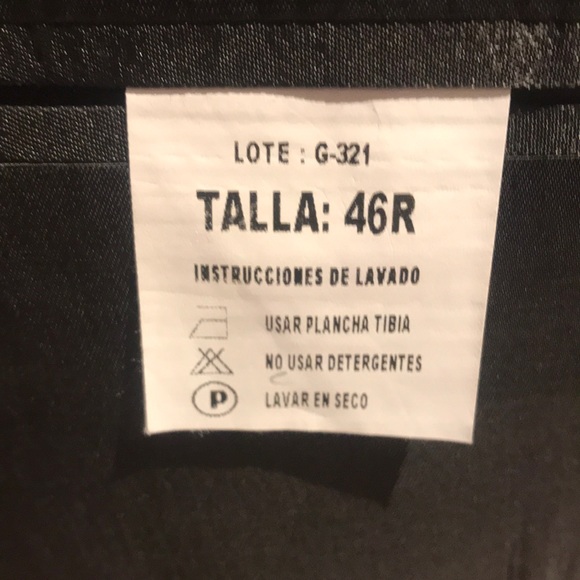 LOTE : G-321
TALLA: 46R
INSTRUCCIONES DE LAVADO
USAR PLANCHA TIBIA
NO USAR DETERGENTES
P LAVAR EN SECO